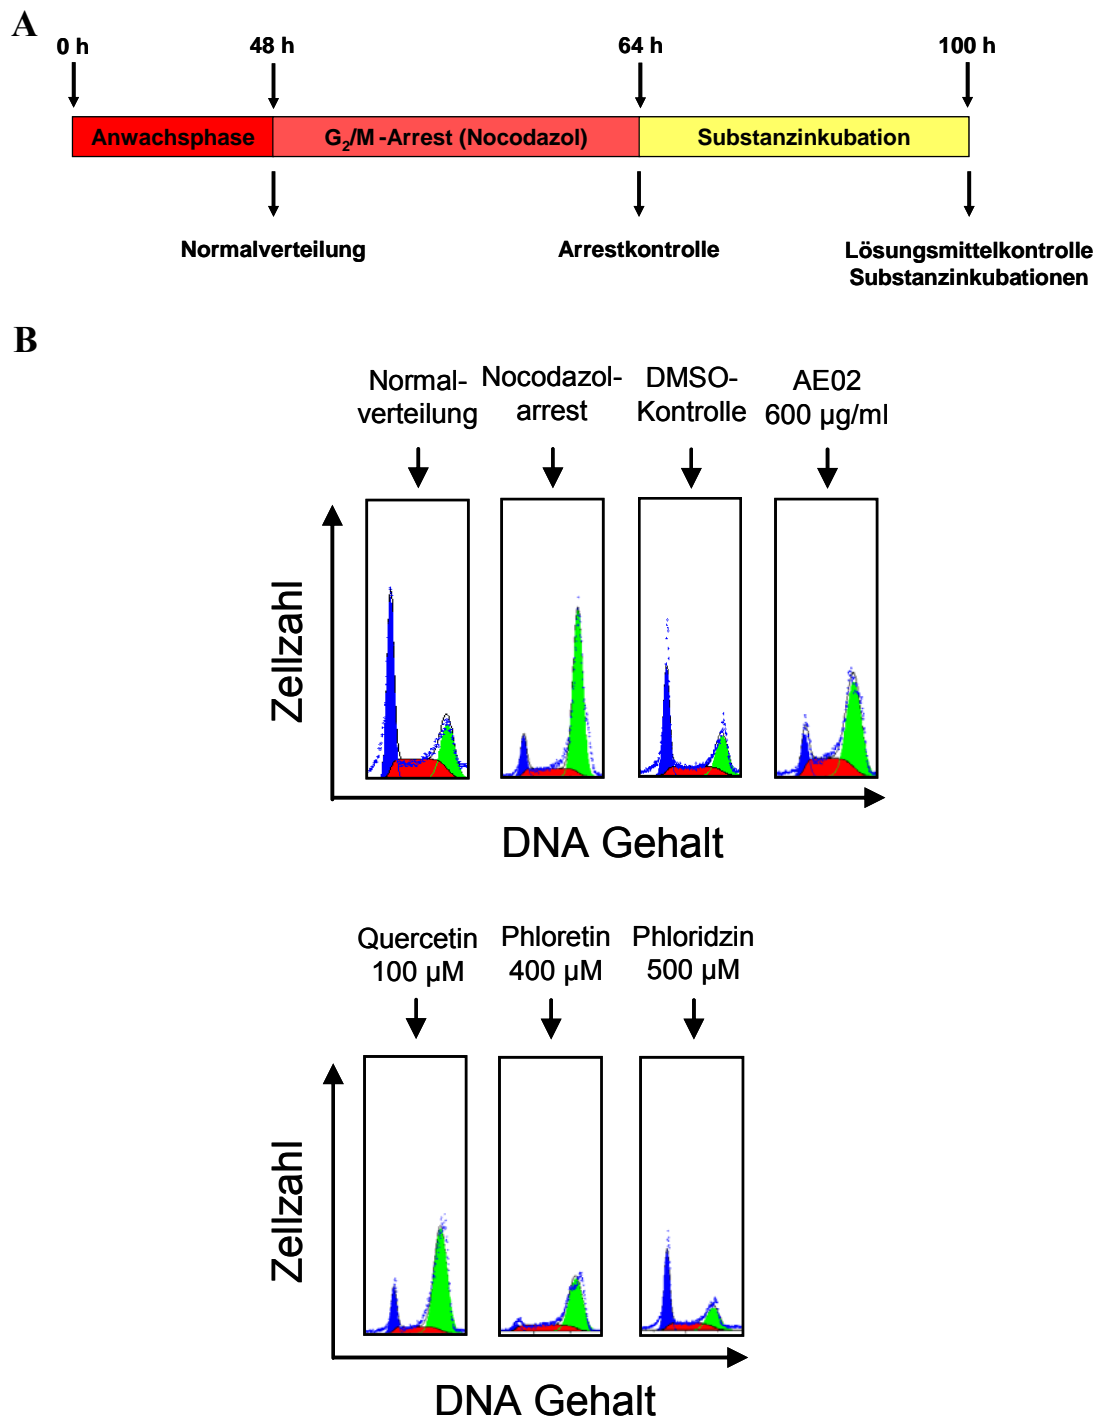 A
0 h 48 h 64 h 100 h
Anwachsphase G2/M -Arrest (Nocodazol) Substanzinkubation
Normalverteilung Arrestkontrolle Lösungsmittelkontrolle
Substanzinkubationen
B
Normal- Nocodazol- DMSO- AE02
verteilung arrest Kontrolle 600 µg/ml
Zellzahl
DNA Gehalt
Quercetin Phloretin Phloridzin
100 µM 400 µM 500 µM
Zellzahl
DNA Gehalt